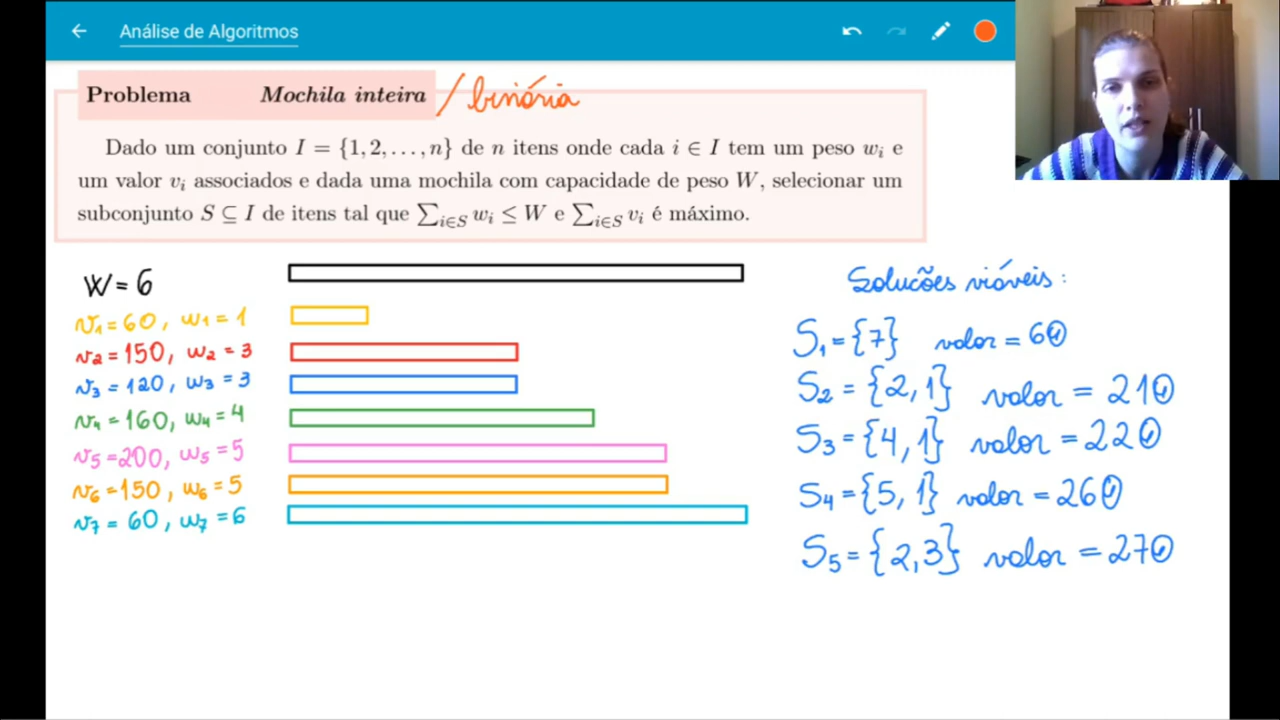 Análise de Algoritmos
Problema Mochila inteira / binária
Dado um conjunto I = {1, 2, . . . , n} de n itens onde cada i ∈ I tem um peso wᵢ e
um valor vᵢ associados e dada uma mochila com capacidade de peso W, selecionar um
subconjunto S ⊆ I de itens tal que ∑i∈S wᵢ ≤ W e ∑i∈S vᵢ é máximo.
W = 6
v₁ = 60, w₁ = 1
v₂ = 150, w₂ = 3
v₃ = 120, w₃ = 3
v₄ = 160, w₄ = 4
v₅ = 200, w₅ = 5
v₆ = 150, w₆ = 5
v₇ = 60, w₇ = 6
Soluções viáveis:
S₁ = {7} valor = 60
S₂ = {2, 1} valor = 210
S₃ = {4, 1} valor = 220
S₄ = {5, 1} valor = 260
S₅ = {2, 3} valor = 270